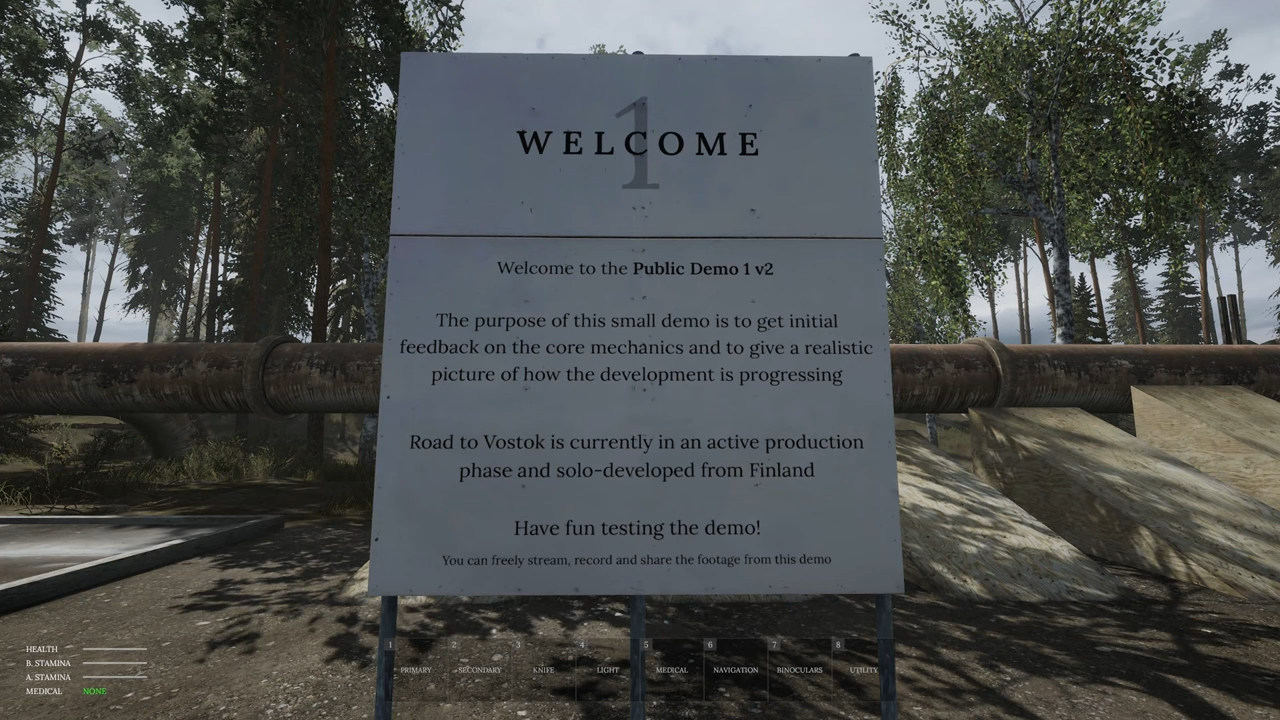 1
WELCOME
Welcome to the Public Demo 1 v2
The purpose of this small demo is to get initial
feedback on the core mechanics and to give a realistic
picture of how the development is progressing
Road to Vostok is currently in an active production
phase and solo-developed from Finland
Have fun testing the demo!
You can freely stream, record and share the footage from this demo
HEALTH
B. STAMINA
A. STAMINA
MEDICAL NONE
1 PRIMARY
2 SECONDARY
3 KNIFE
4 LIGHT
5 MEDICAL
6 NAVIGATION
7 BINOCULARS
8 UTILITY